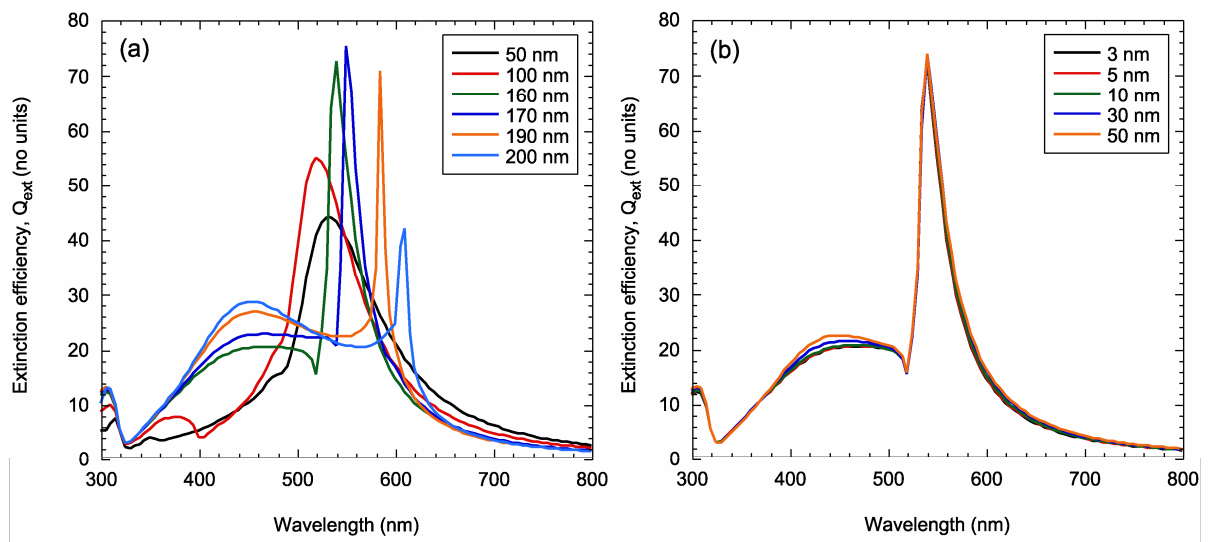 (a)
Extinction efficiency, Qext (no units)
80
70
60
50
40
30
20
10
0
300
400
500
600
700
800
Wavelength (nm)
50 nm
100 nm
160 nm
170 nm
190 nm
200 nm
(b)
Extinction efficiency, Qext (no units)
80
70
60
50
40
30
20
10
0
300
400
500
600
700
800
Wavelength (nm)
3 nm
5 nm
10 nm
30 nm
50 nm